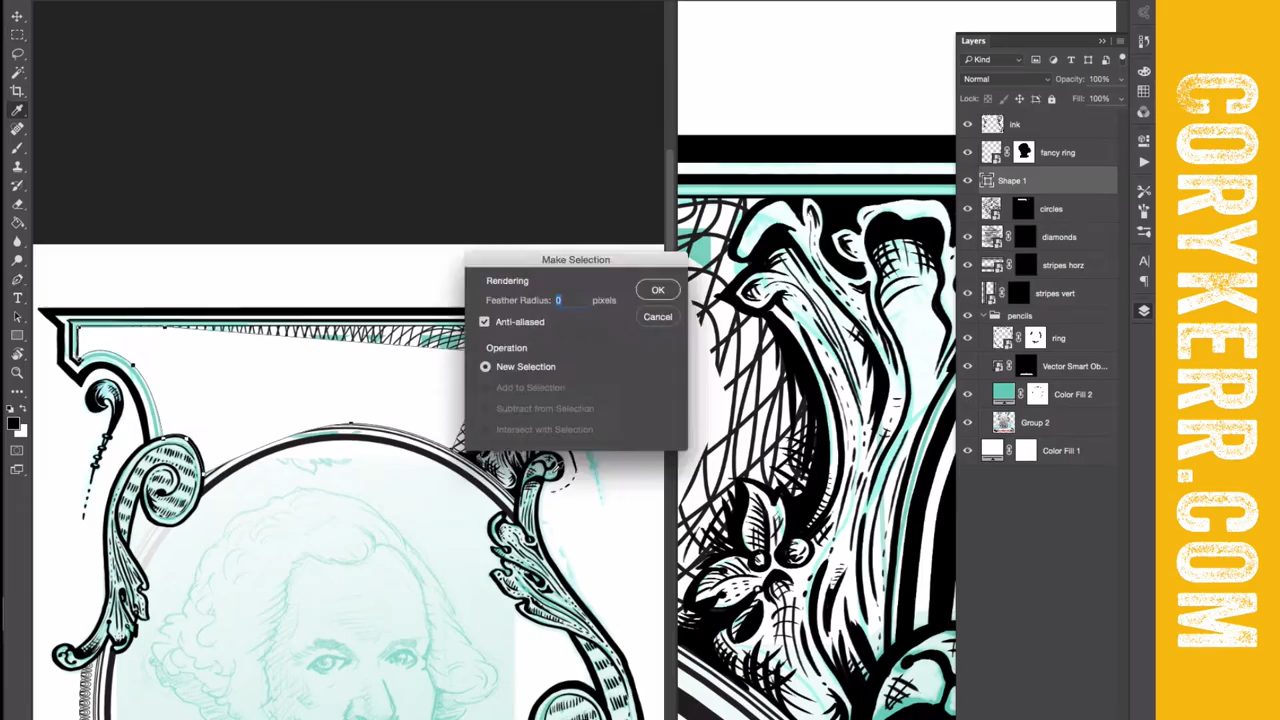 Layers
Kind
Normal
Opacity: 100%
Lock:
Fill: 100%
ink
fancy ring
Shape 1
circles
diamonds
stripes horz
stripes vert
pencils
ring
Vector Smart Ob...
Color Fill 2
Group 2
Color Fill 1
Make Selection
Rendering
Feather Radius: 0 pixels
Anti-aliased
OK
Cancel
Operation
New Selection
Add to Selection
Subtract from Selection
Intersect with Selection
CORYKERR.COM